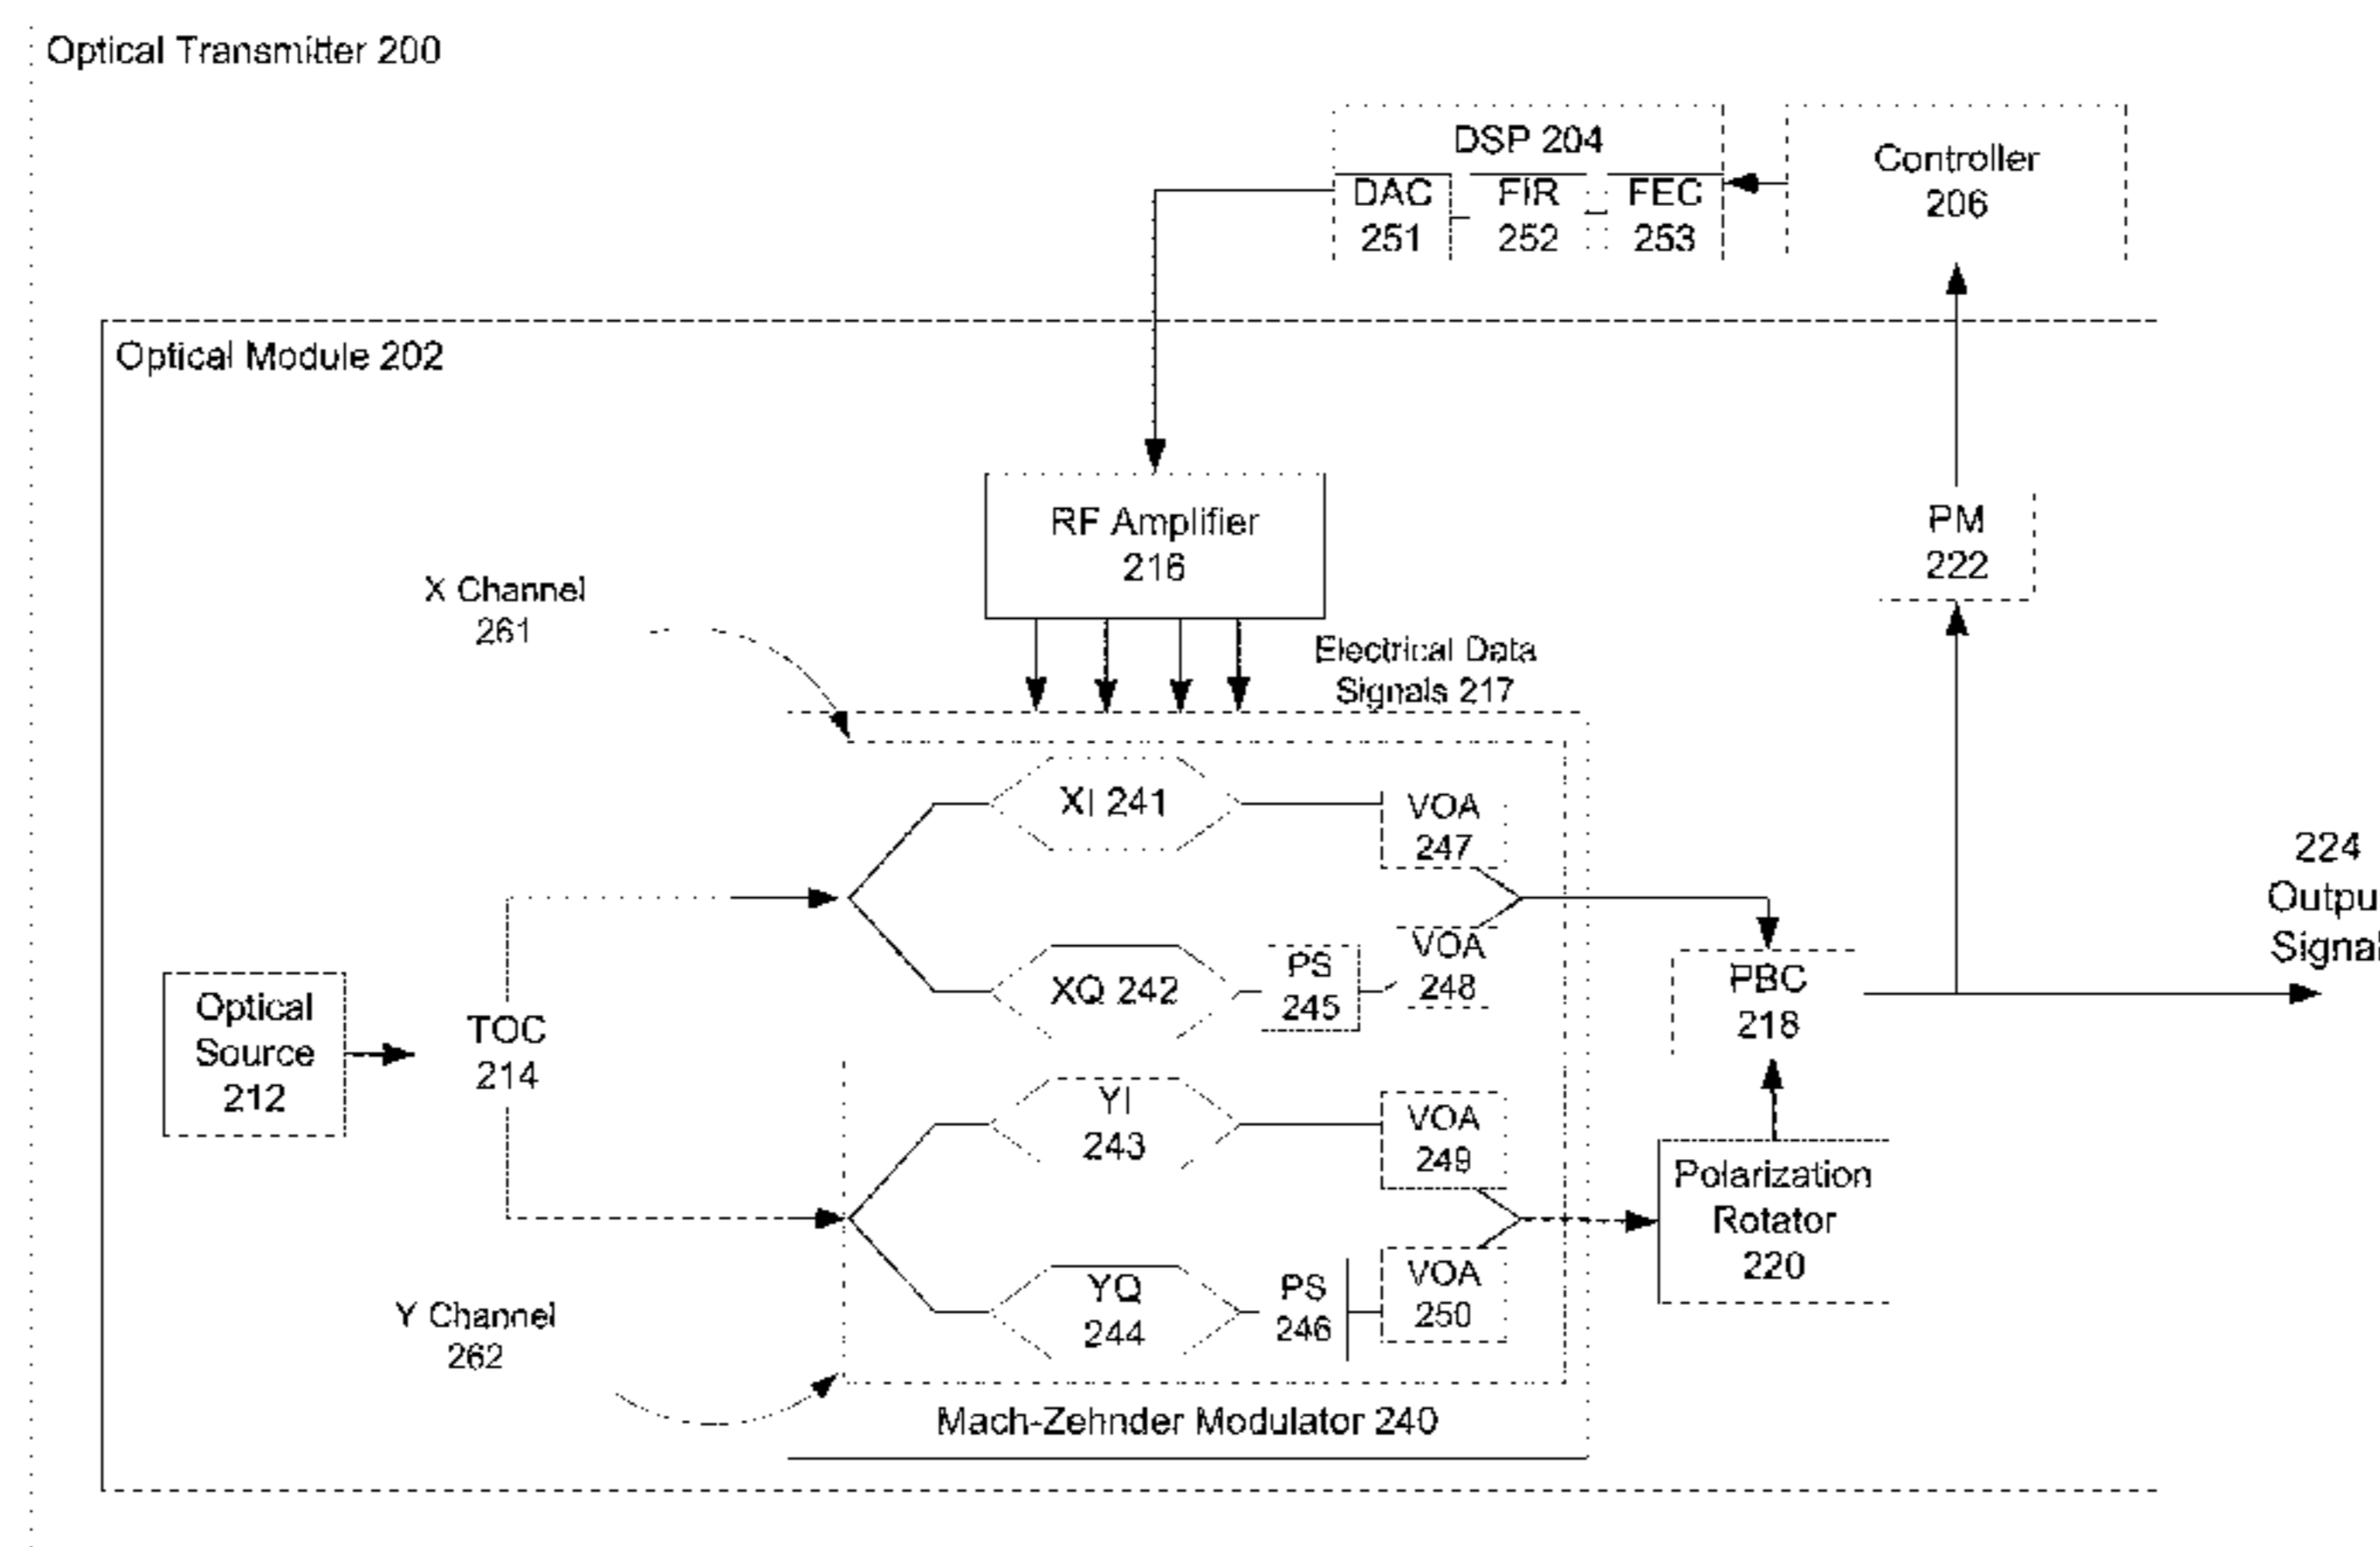 Optical Transmitter 200
DSP 204
DAC
251
FIR
252
FEC
253
Controller
206
Optical Module 202
RF Amplifier
216
PM
222
X Channel
261
Electrical Data
Signals 217
XI 241
VOA
247
224
Outpu
Signal
XQ 242
PS
245
VOA
248
PBC
218
Optical
Source
212
TOC
214
YI
243
VOA
249
Polarization
Rotator
220
YQ
244
PS
246
VOA
250
Y Channel
262
Mach-Zehnder Modulator 240